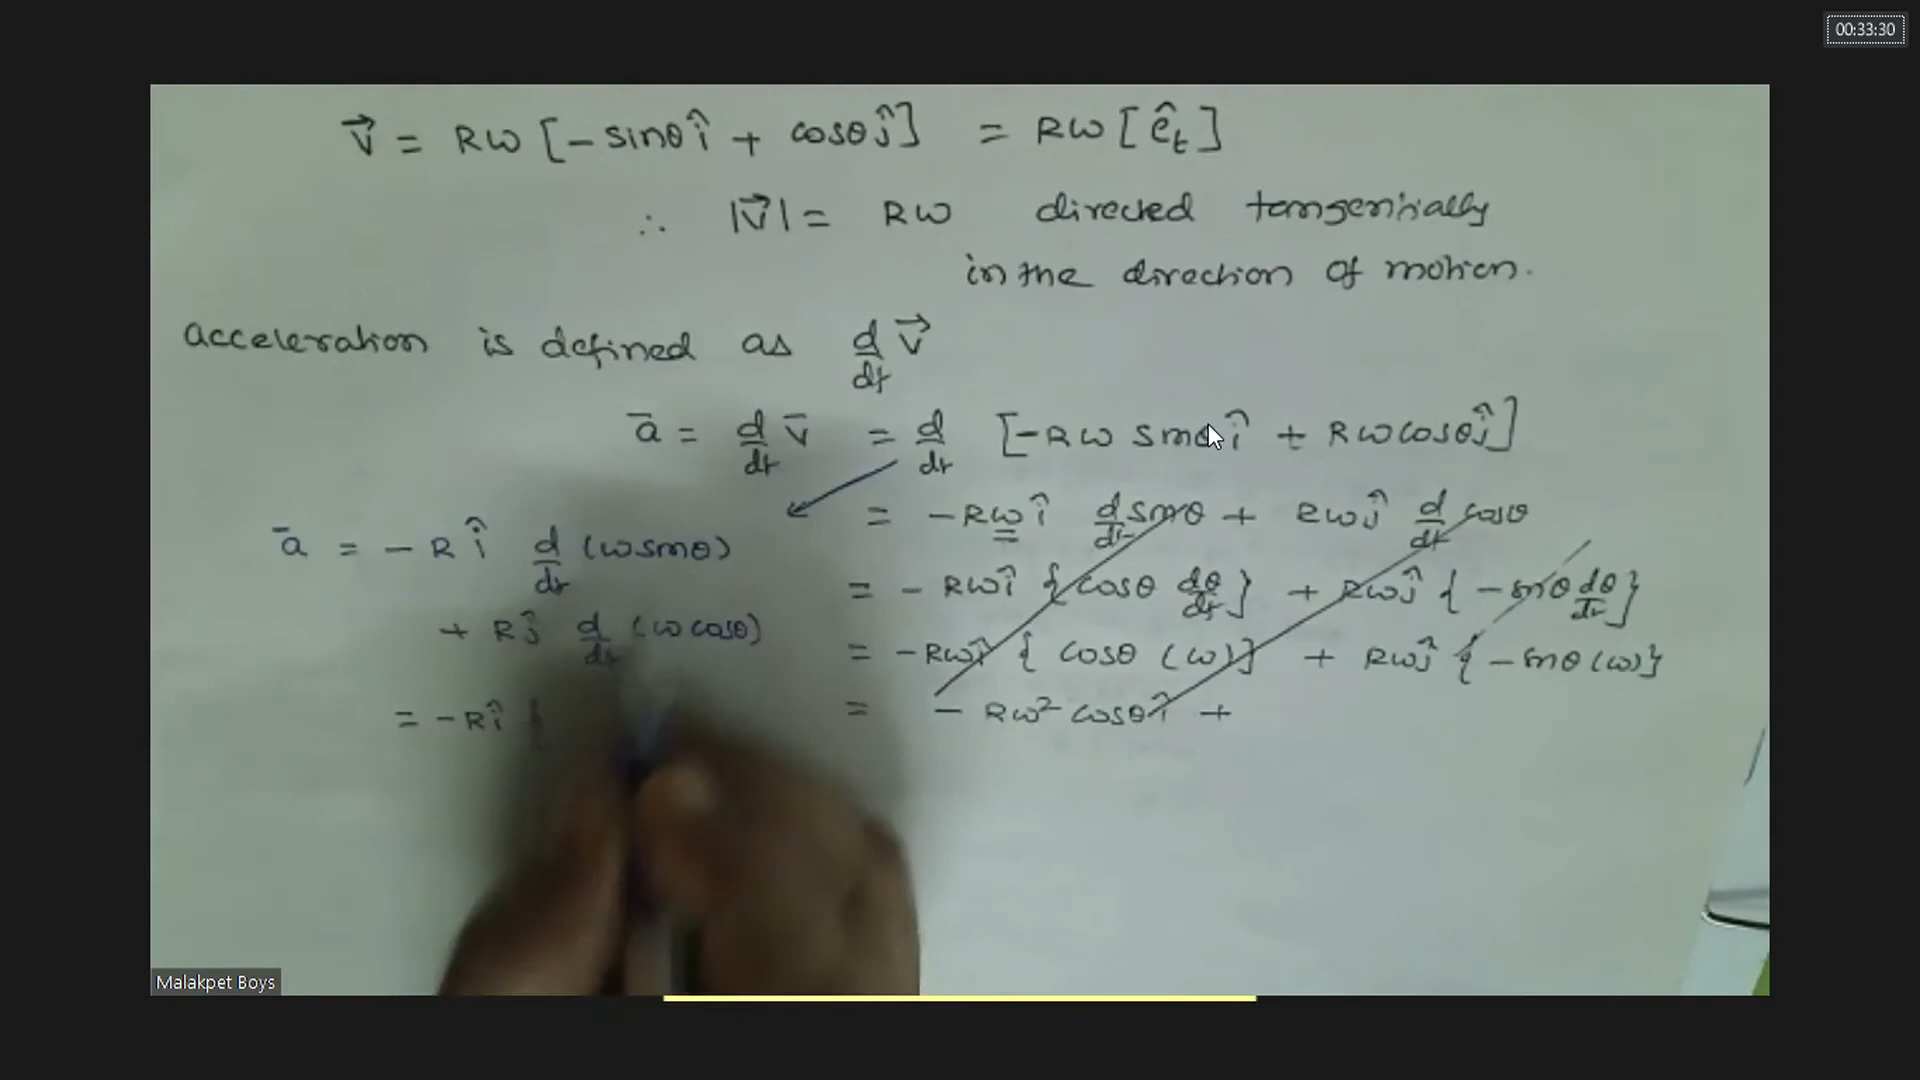 00:33:30
V⃗ = Rω [-sinθ î + cosθ ĵ] = Rω [ê_t]
∴ |V⃗| = Rω directed tangentially
in the direction of motion.
acceleration is defined as d/dt V⃗
a̅ = d/dt V̅ = d/dt [-Rω sinθ î + Rω cosθ ĵ]
= -Rω î d/dt sinθ + Rω ĵ d/dt cosθ
= -Rω î {cosθ dθ/dt} + Rω ĵ {-sinθ dθ/dt}
= -Rω î {cosθ (ω)} + Rω ĵ {-sinθ (ω)}
= -Rω² cosθ î +
a̅ = -R î d/dt (ω sinθ)
+ R ĵ d/dt (ω cosθ)
= -R î {
Malakpet Boys